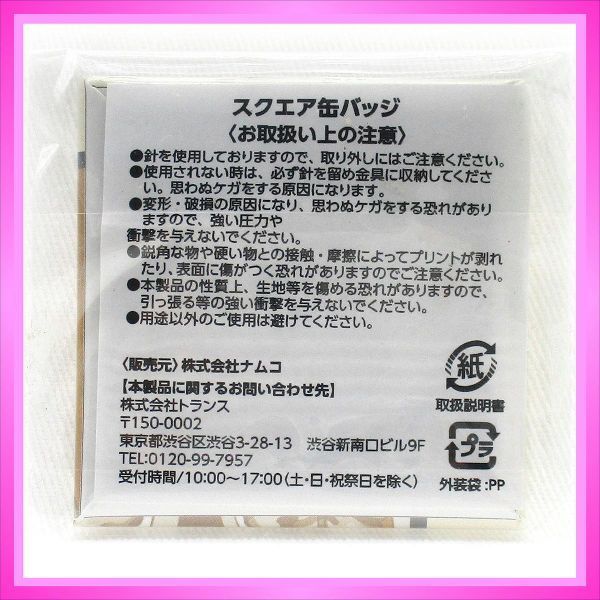 スクエア缶バッジ
〈お取扱い上の注意〉
●針を使用しておりますので、取り外しにはご注意ください。
●使用されない時は、必ず針を留め金具に収納してくださ
い。思わぬケガをする原因になります。
●変形・破損の原因になり、思わぬケガをする恐れがあり
ますので、強い圧力や
衝撃を与えないでください。
●鋭角な物や硬い物との接触・摩擦によってプリントが剥れ
たり、表面に傷がつく恐れがありますのでご注意ください。
●本製品の性質上、生地等を傷める恐れがありますので、
引っ張る等の強い衝撃を与えないでください。
●用途以外のご使用は避けてください。
〈販売元〉株式会社ナムコ
【本製品に関するお問い合わせ先】
株式会社トランス
〒150-0002
東京都渋谷区渋谷3-28-13 渋谷新南口ビル9F
TEL:0120-99-7957
受付時間/10:00~17:00(土・日・祝祭日を除く)
紙
取扱説明書
プラ
外装袋:PP